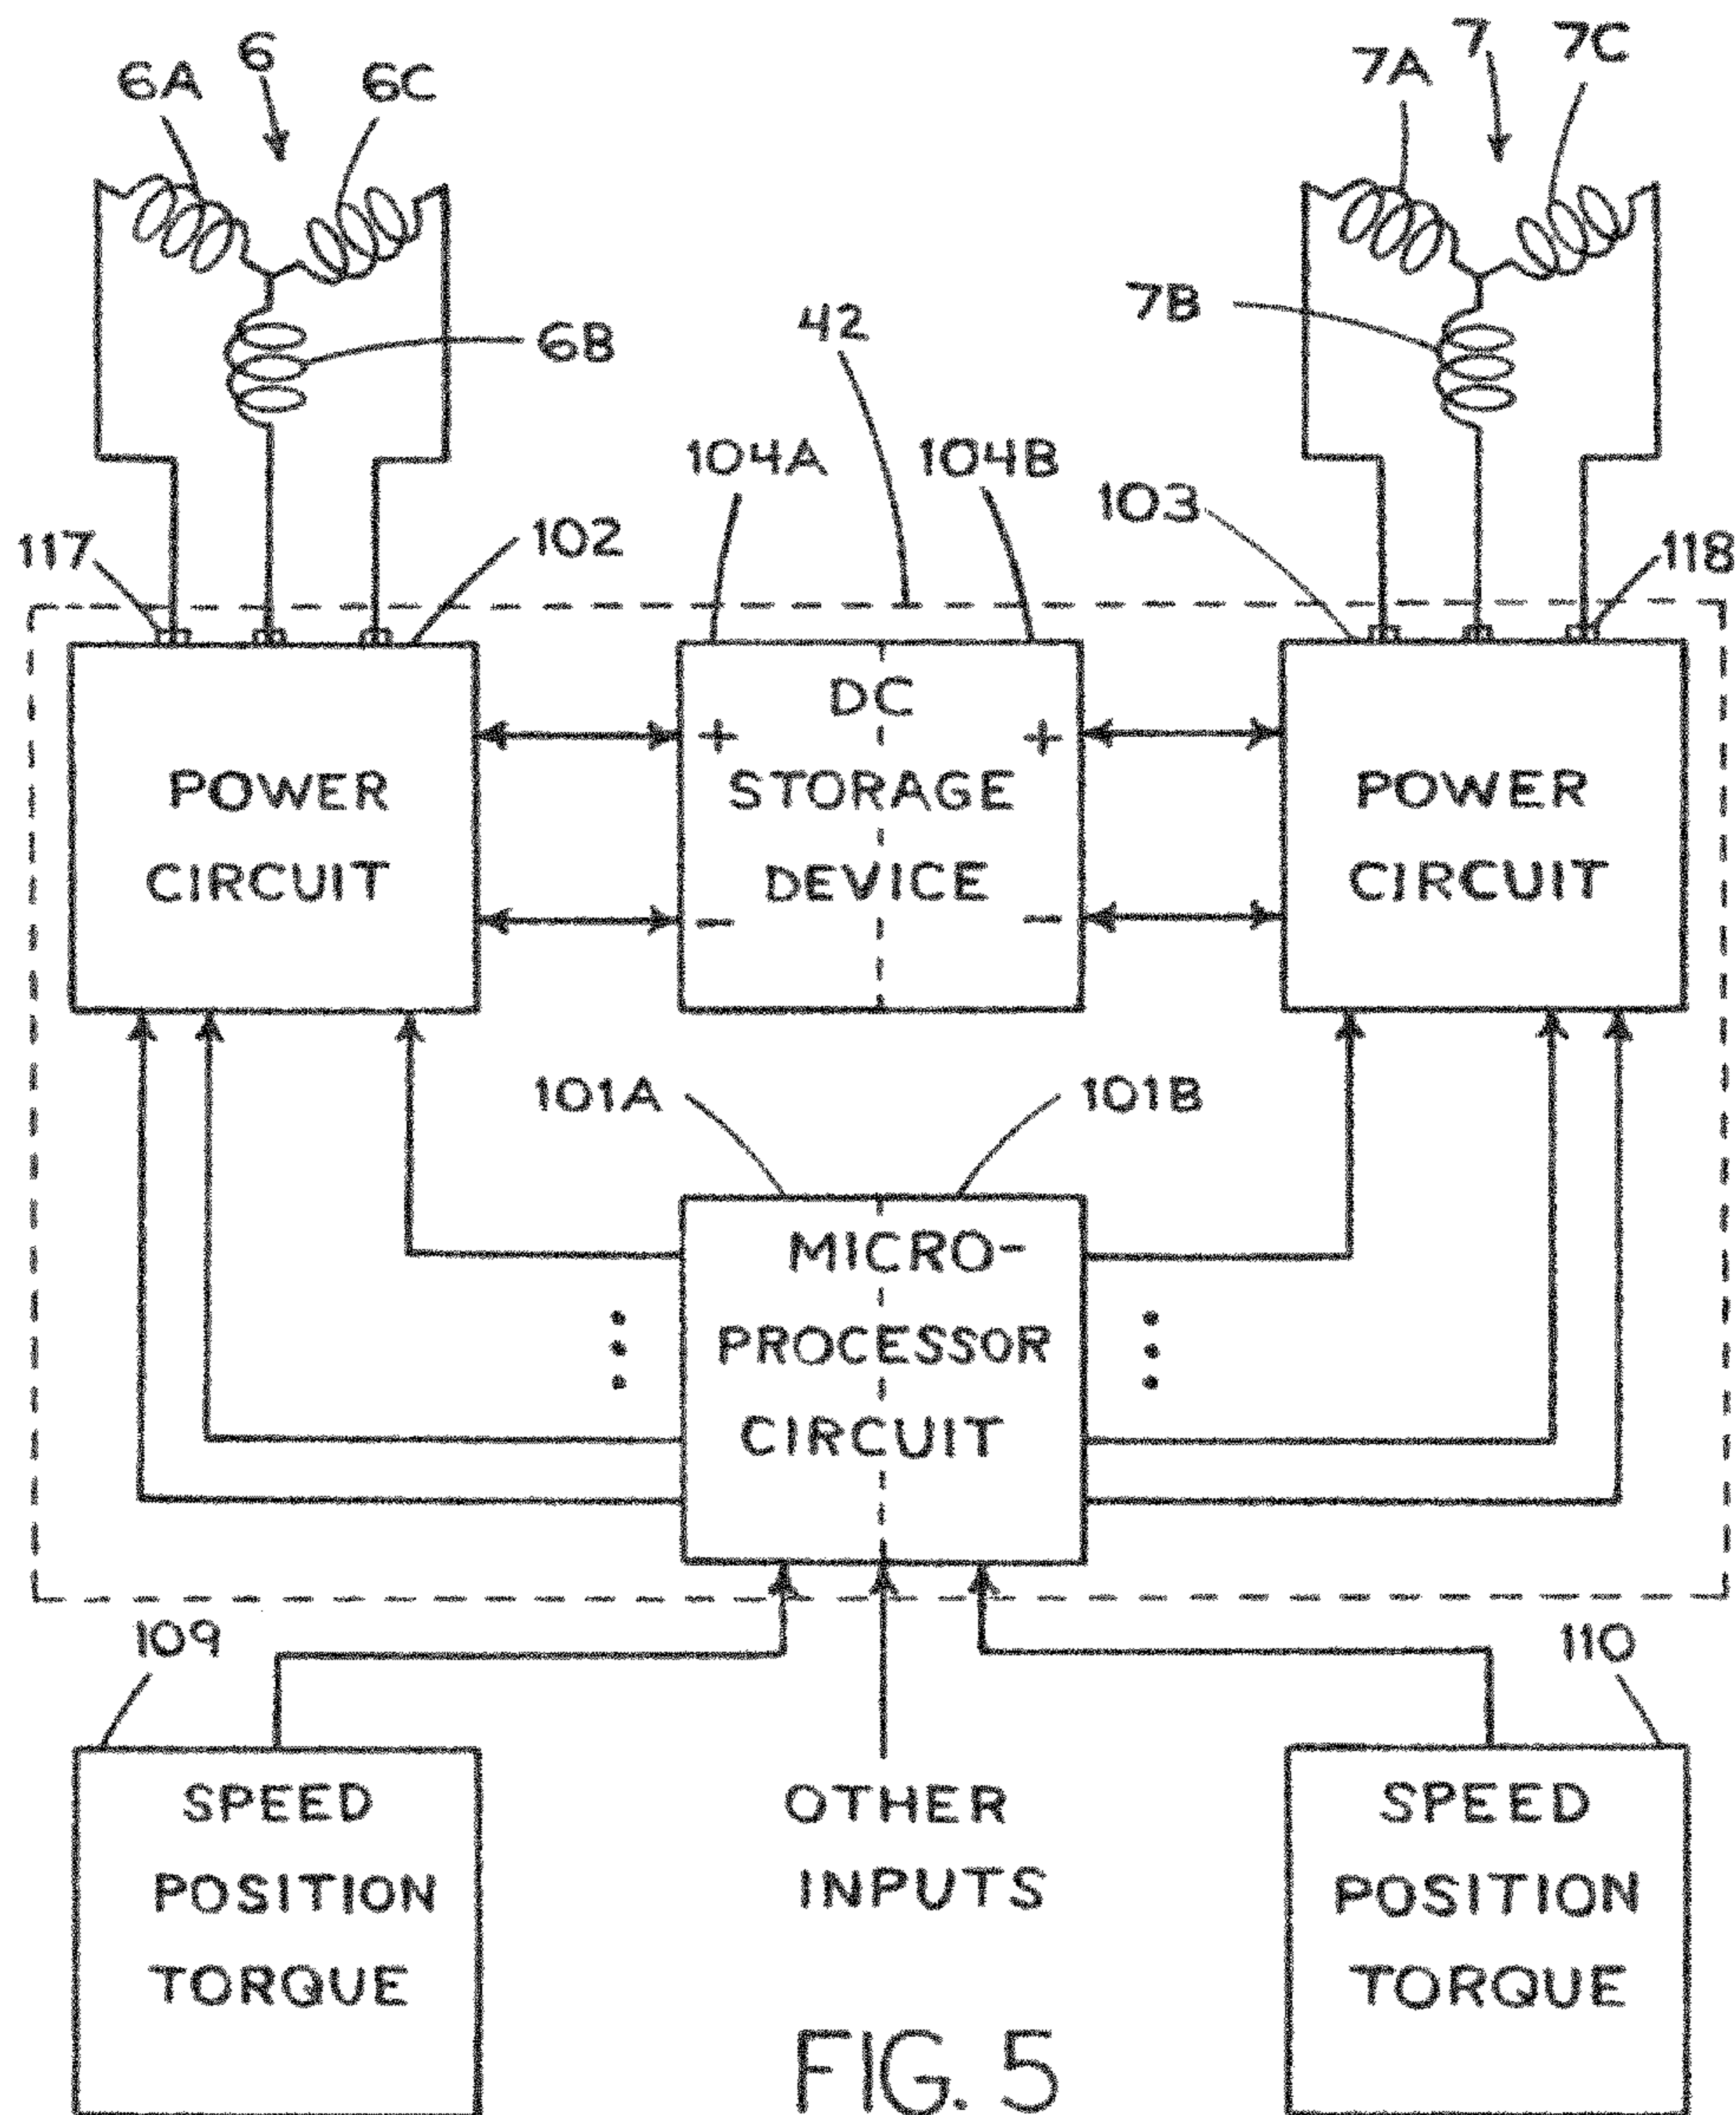 6
7
6A
6C
7A
7C
6B
7B
42
104A
104B
103
117
102
118
POWER
CIRCUIT
DC
+
+
STORAGE
DEVICE
-
-
POWER
CIRCUIT
101A
101B
MICRO-
PROCESSOR
CIRCUIT
109
110
SPEED
POSITION
TORQUE
OTHER
INPUTS
SPEED
POSITION
TORQUE
FIG. 5